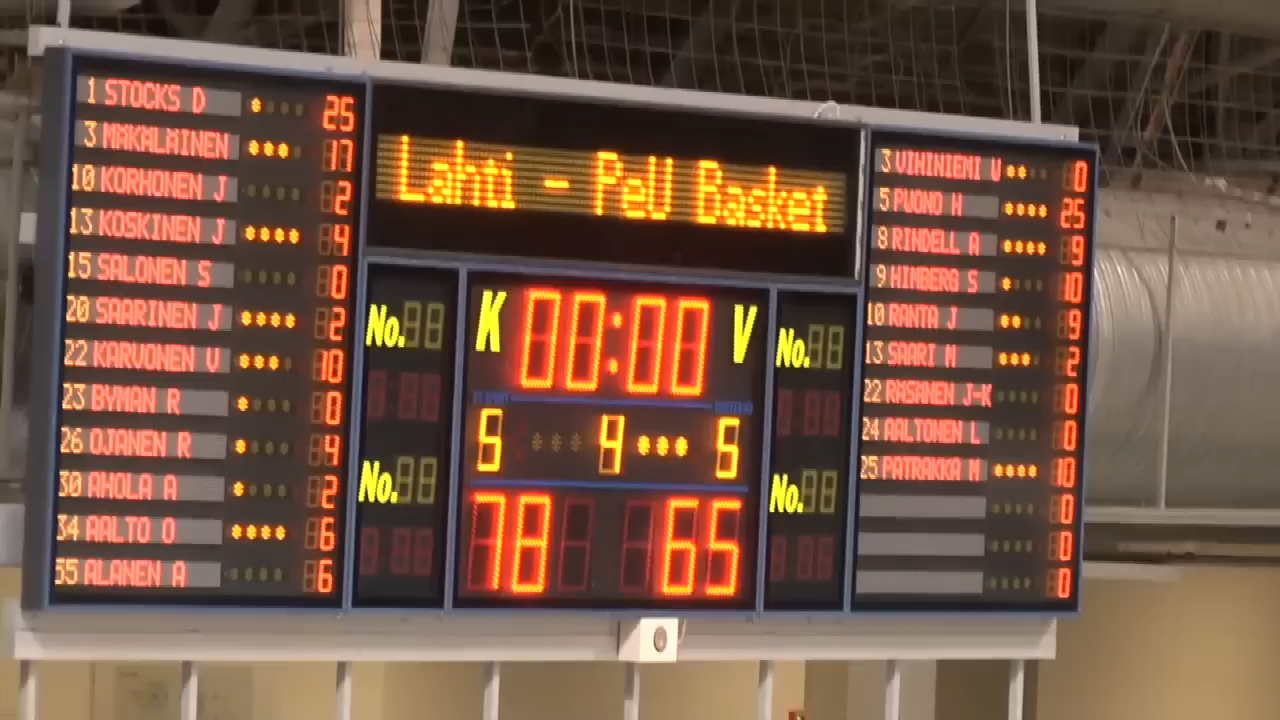 1 STOCKS D 25
3 MÄKÄLÄINEN 17
10 KORHONEN J 2
13 KOSKINEN J 4
15 SALONEN S 0
20 SAARINEN J 2
22 KARVONEN V 10
23 BYMAN R 0
26 OJANEN R 4
30 AHOLA A 2
34 AALTO O 6
55 ALANEN A 6
Lahti - PeU Basket
K 00:00 V
5 4 5
78 65
No.
No.
No.
No.
3 VIHINIEMI V 0
5 PUONO H 25
8 RINDELL A 9
9 HINBERG S 10
10 RANTA J 9
13 SAARI M 2
22 RÄSÄNEN J-K 0
24 AALTONEN L 0
25 PATRAKKA M 10
0
0
0